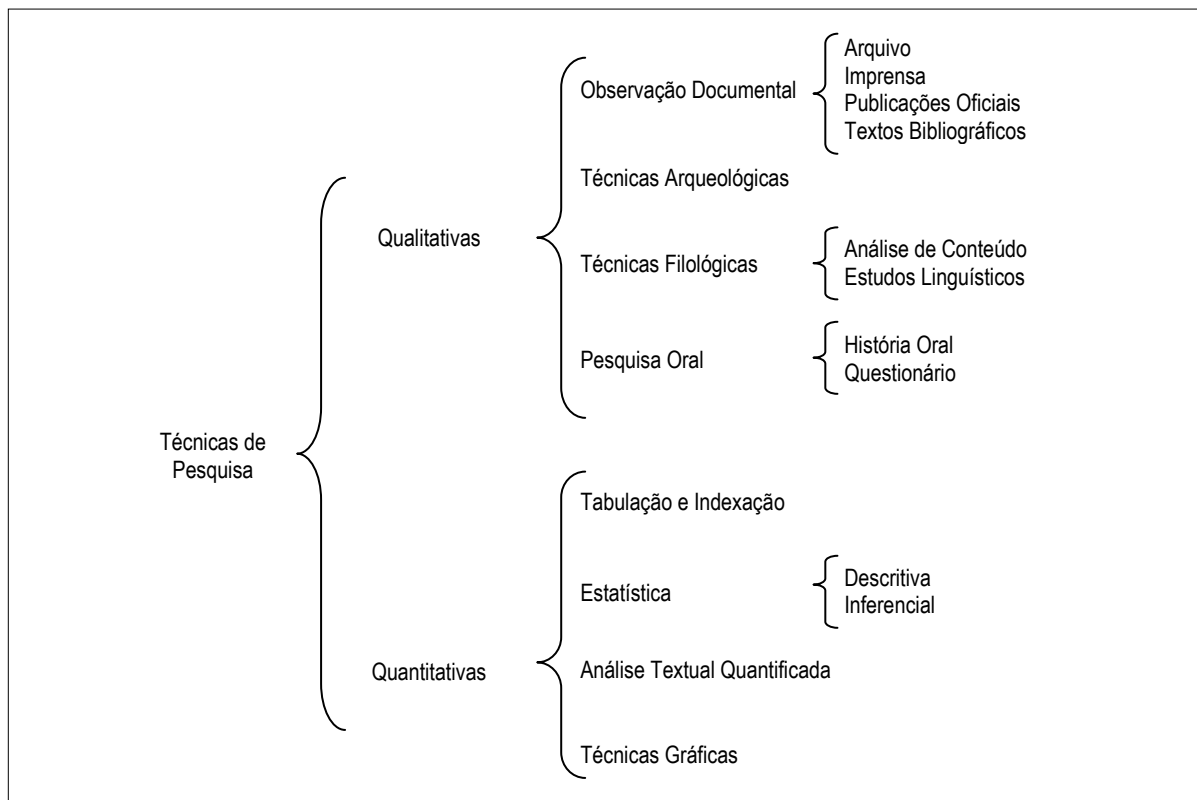 Técnicas de
Pesquisa
Qualitativas
Observação Documental
Arquivo
Imprensa
Publicações Oficiais
Textos Bibliográficos
Técnicas Arqueológicas
Técnicas Filológicas
Análise de Conteúdo
Estudos Linguísticos
Pesquisa Oral
História Oral
Questionário
Quantitativas
Tabulação e Indexação
Estatística
Descritiva
Inferencial
Análise Textual Quantificada
Técnicas Gráficas